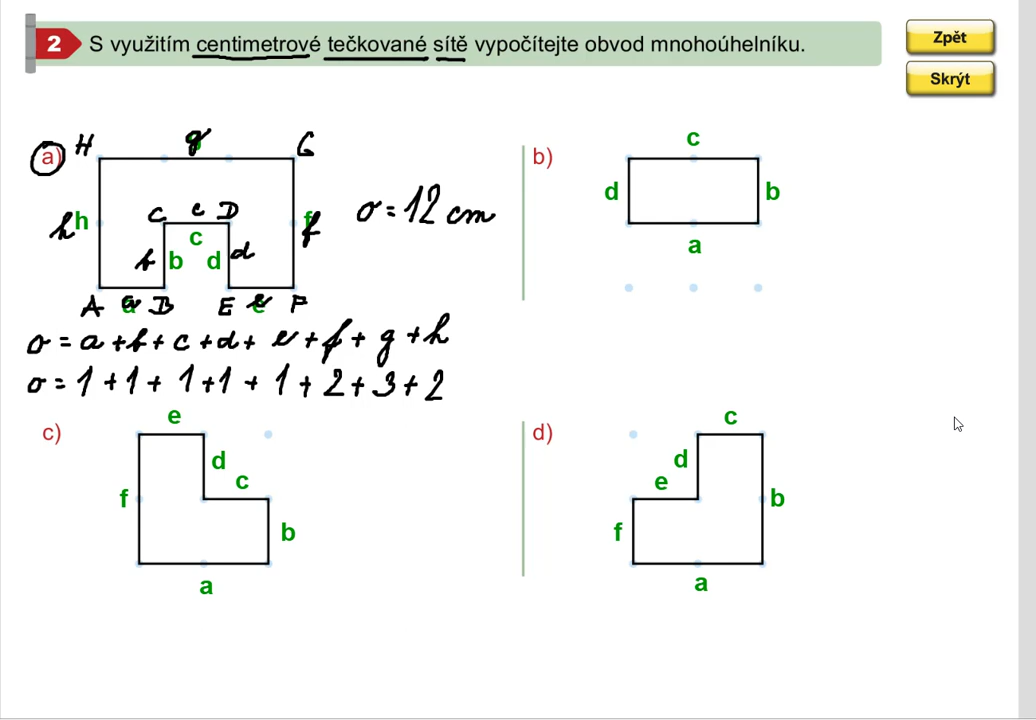 2 S využitím centimetrové tečkované sítě vypočítejte obvod mnohoúhelníku.
Zpět
Skrýt
a) H g G
b) c
d b
a
C c D
h h c f
b b d d
o = 12 cm
A a B E e F
o = a + b + c + d + e + f + g + h
o = 1 + 1 + 1 + 1 + 1 + 2 + 3 + 2
c) e
d
c
f b
a
d) c
d
e
f b
a